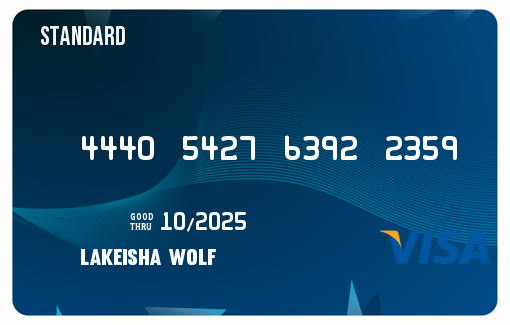 STANDARD
4440 5427 6392 2359
GOOD THRU 10/2025
LAKEISHA WOLF
VISA